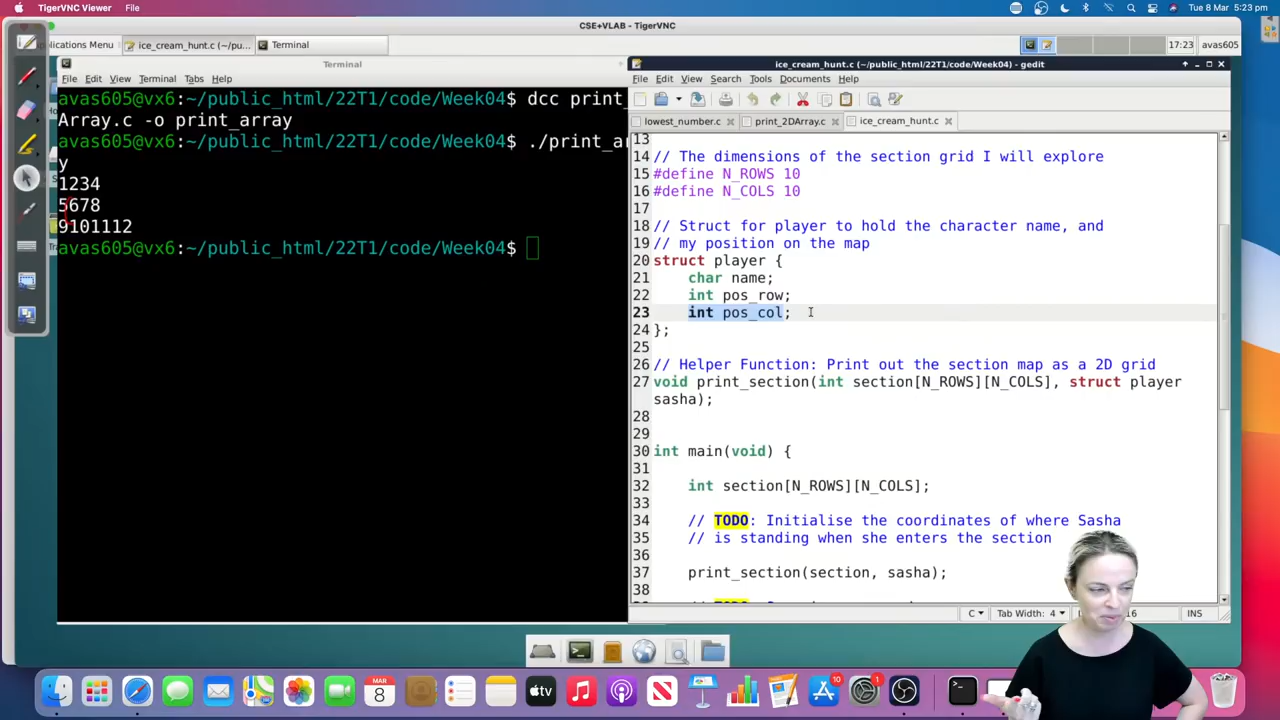 TigerVNC Viewer File Tue 8 Mar 5:23 pm
CSE+VLAB - TigerVNC
plications Menu ice_cream_hunt.c (~/pu... Terminal 17:23 avas605
Terminal
File Edit View Terminal Tabs Help
avas605@vx6:~/public_html/22T1/code/Week04$ dcc print_
Array.c -o print_array
avas605@vx6:~/public_html/22T1/code/Week04$ ./print_ar
y
1234
5678
9101112
avas605@vx6:~/public_html/22T1/code/Week04$
ice_cream_hunt.c (~/public_html/22T1/code/Week04) - gedit
File Edit View Search Tools Documents Help
lowest_number.c print_2DArray.c ice_cream_hunt.c
13
14 // The dimensions of the section grid I will explore
15 #define N_ROWS 10
16 #define N_COLS 10
17
18 // Struct for player to hold the character name, and
19 // my position on the map
20 struct player {
21 char name;
22 int pos_row;
23 int pos_col;
24 };
25
26 // Helper Function: Print out the section map as a 2D grid
27 void print_section(int section[N_ROWS][N_COLS], struct player
sasha);
28
29
30 int main(void) {
31
32 int section[N_ROWS][N_COLS];
33
34 // TODO: Initialise the coordinates of where Sasha
35 // is standing when she enters the section
36
37 print_section(section, sasha);
38
C Tab Width: 4 16 INS
MAR
8
tv
10
1